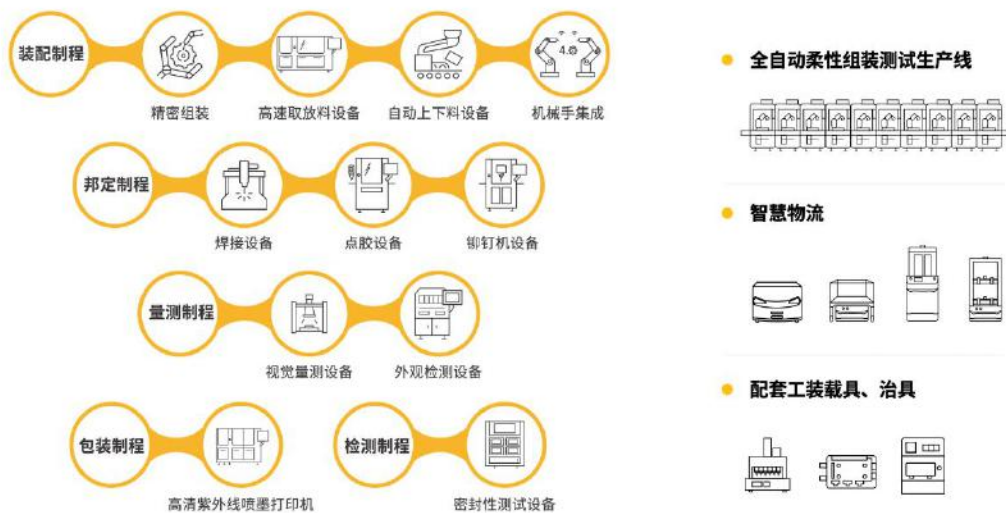 装配制程
4.0
精密组装
高速取放料设备
自动上下料设备
机械手集成
邦定制程
焊接设备
点胶设备
铆钉机设备
量测制程
视觉量测设备
外观检测设备
包装制程
高清紫外线喷墨打印机
检测制程
密封性测试设备
全自动柔性组装测试生产线
智慧物流
配套工装载具、治具